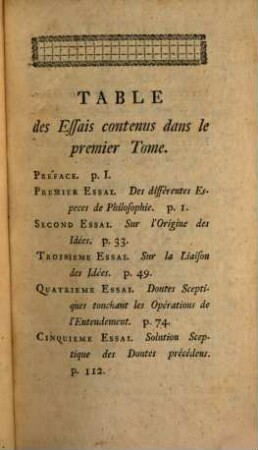 TABLE
des Essais contenus dans le
premier Tome.
PRÉFACE. p. I.
PREMIER ESSAI. Des différentes Es-
peces de Philosophie. p. 1.
SECOND ESSAI. Sur l'Origine des
Idées. p. 33.
TROISIEME ESSAI. Sur la Liaison
des Idées. p. 49.
QUATRIEME ESSAI. Doutes Scepti-
ques touchant les Opérations de
l'Entendement. p. 74.
CINQUIEME ESSAI. Solution Scep-
tique des Doutes précédens.
p. 112.